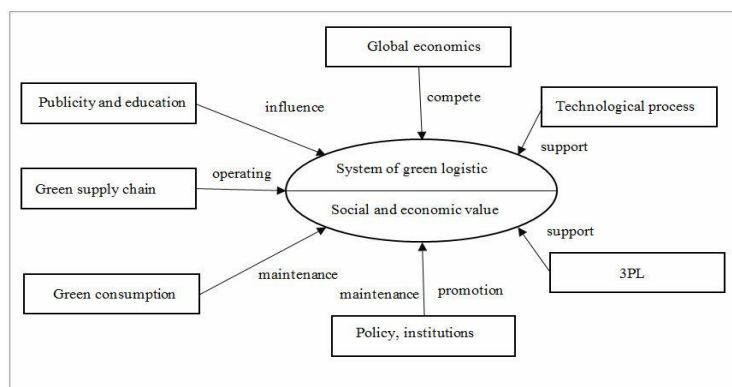 Global economics
Publicity and education
influence
compete
Technological process
support
System of green logistic
Green supply chain
operating
Social and economic value
support
Green consumption
maintenance
maintenance
promotion
3PL
Policy, institutions